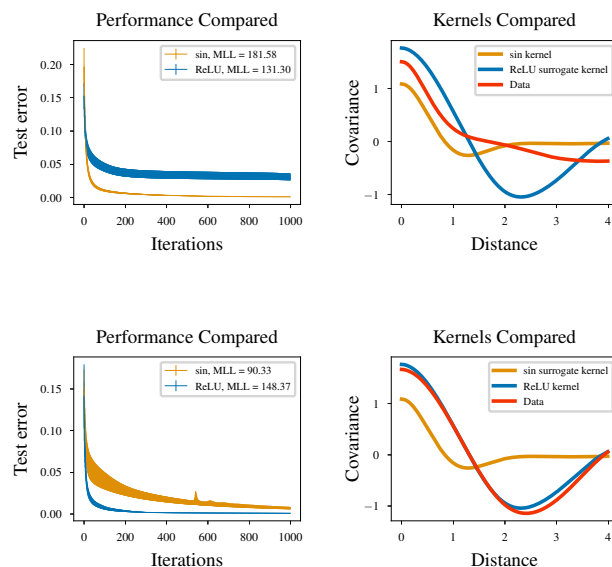 Performance Compared
Test error
0.20
0.15
0.10
0.05
0.00
sin, MLL = 181.58
ReLU, MLL = 131.30
0
200
400
600
800
1000
Iterations
Kernels Compared
Covariance
1
0
−1
sin kernel
ReLU surrogate kernel
Data
0
1
2
3
4
Distance
Performance Compared
Test error
0.15
0.10
0.05
0.00
sin, MLL = 90.33
ReLU, MLL = 148.37
0
200
400
600
800
1000
Iterations
Kernels Compared
Covariance
1
0
−1
sin surrogate kernel
ReLU kernel
Data
0
1
2
3
4
Distance